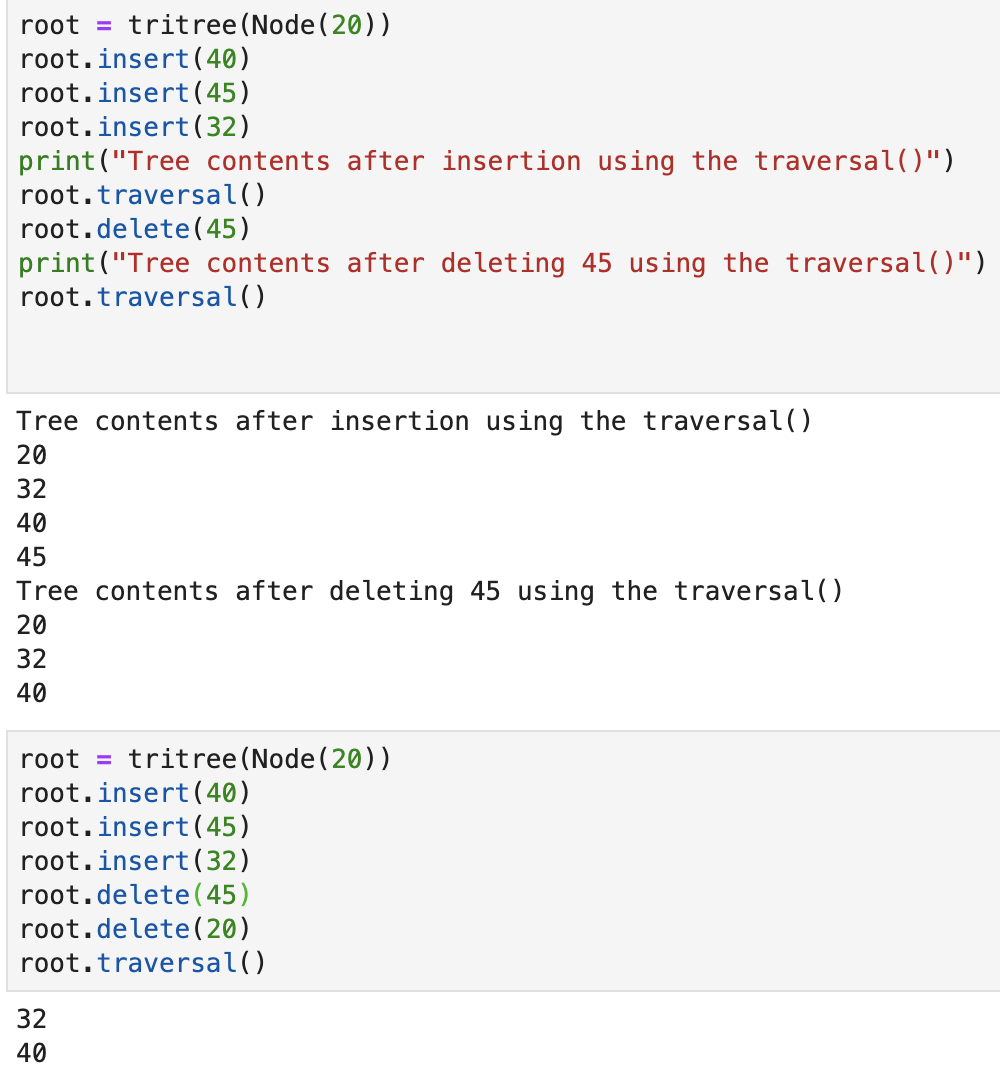 root = tritree(Node(20))
root.insert(40)
root.insert(45)
root.insert(32)
print("Tree contents after insertion using the traversal()")
root.traversal()
root.delete(45)
print("Tree contents after deleting 45 using the traversal()")
root.traversal()
Tree contents after insertion using the traversal()
20
32
40
45
Tree contents after deleting 45 using the traversal()
20
32
40
root = tritree(Node(20))
root.insert(40)
root.insert(45)
root.insert(32)
root.delete(45)
root.delete(20)
root.traversal()
32
40